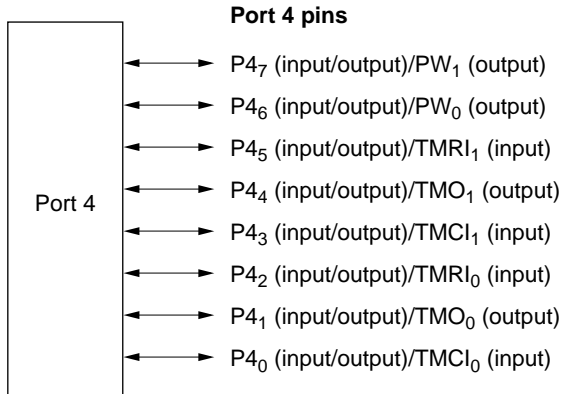 Port 4 pins
P4₇ (input/output)/PW₁ (output)
P4₆ (input/output)/PW₀ (output)
P4₅ (input/output)/TMRI₁ (input)
Port 4
P4₄ (input/output)/TMO₁ (output)
P4₃ (input/output)/TMCI₁ (input)
P4₂ (input/output)/TMRI₀ (input)
P4₁ (input/output)/TMO₀ (output)
P4₀ (input/output)/TMCI₀ (input)